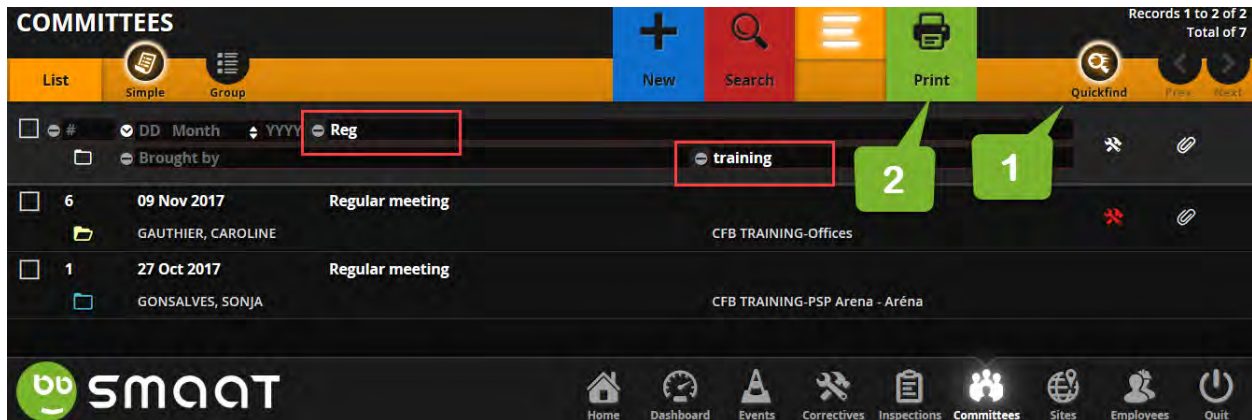 COMMITTEES
Records 1 to 2 of 2
Total of 7
List
Simple
Group
New
Search
Print
Quickfind
Prev
Next
#
DD Month YYYY
Reg
Brought by
training
2
1
6
09 Nov 2017
Regular meeting
GAUTHIER, CAROLINE
CFB TRAINING-Offices
1
27 Oct 2017
Regular meeting
GONSALVES, SONJA
CFB TRAINING-PSP Arena - Aréna
smaat
Home
Dashboard
Events
Correctives
Inspections
Committees
Sites
Employees
Quit